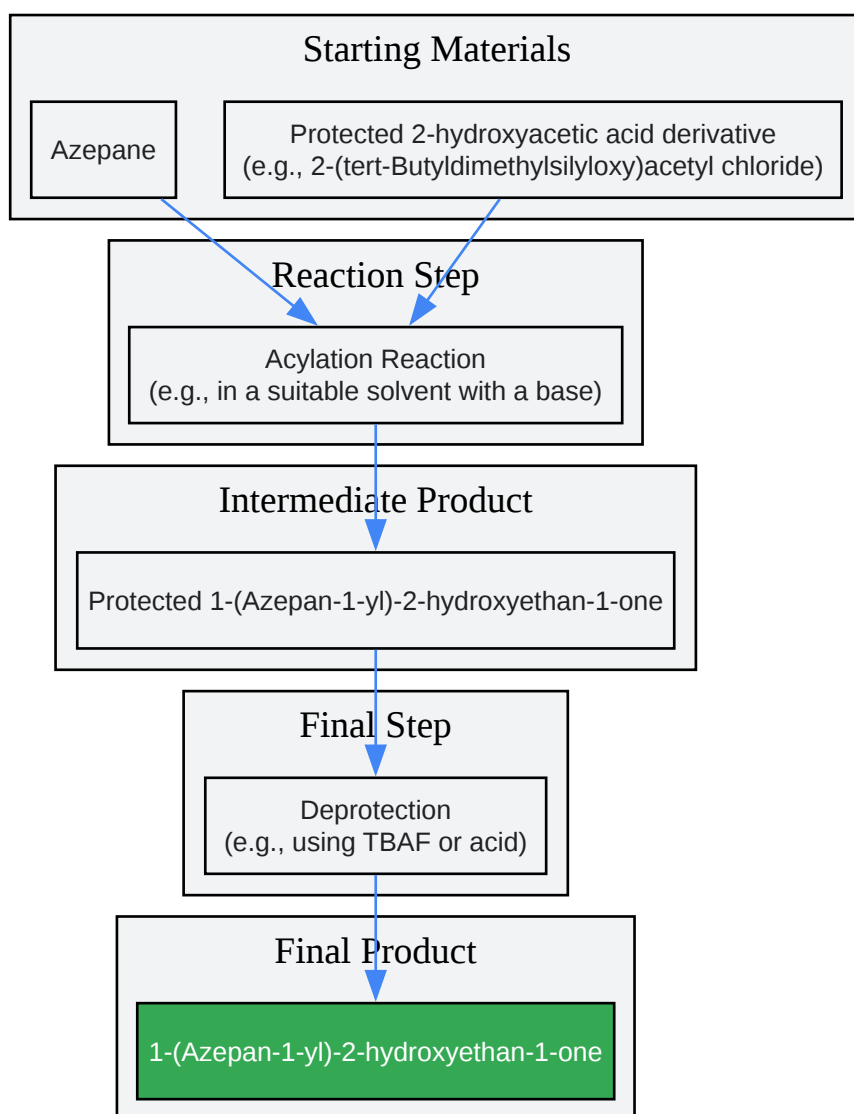 Starting Materials
Azepane
Protected 2-hydroxyacetic acid derivative
(e.g., 2-(tert-Butyldimethylsilyloxy)acetyl chloride)
Reaction Step
Acylation Reaction
(e.g., in a suitable solvent with a base)
Intermediate Product
Protected 1-(Azepan-1-yl)-2-hydroxyethan-1-one
Final Step
Deprotection
(e.g., using TBAF or acid)
Final Product
1-(Azepan-1-yl)-2-hydroxyethan-1-one